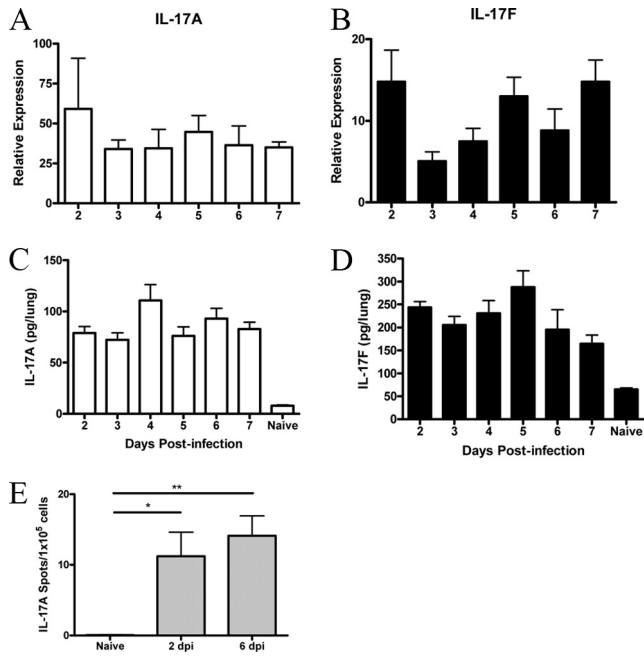 A
IL-17A
Relative Expression
100
75
50
25
0
2 3 4 5 6 7
B
IL-17F
Relative Expression
20
10
0
2 3 4 5 6 7
C
IL-17A (pg/lung)
150
100
50
0
2 3 4 5 6 7 Naive
Days Post-infection
D
IL-17F (pg/lung)
350
300
250
200
150
100
50
0
2 3 4 5 6 7 Naive
Days Post-infection
E
IL-17A Spots/1x10⁵ cells
20
10
0
**
*
Naive 2 dpi 6 dpi